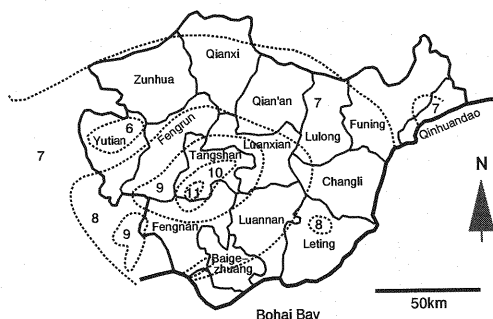 Qianxi
Zunhua
Qian'an
7
Lulong
Funing
7
Qinhuandao
6
Yutian
Fengrun
Tangshan
Luanxian
7
10
9
11
Changli
N
8
9
Fengnan
Luannan
8
Leting
Baige-
zhuang
50km
Bohai Bay